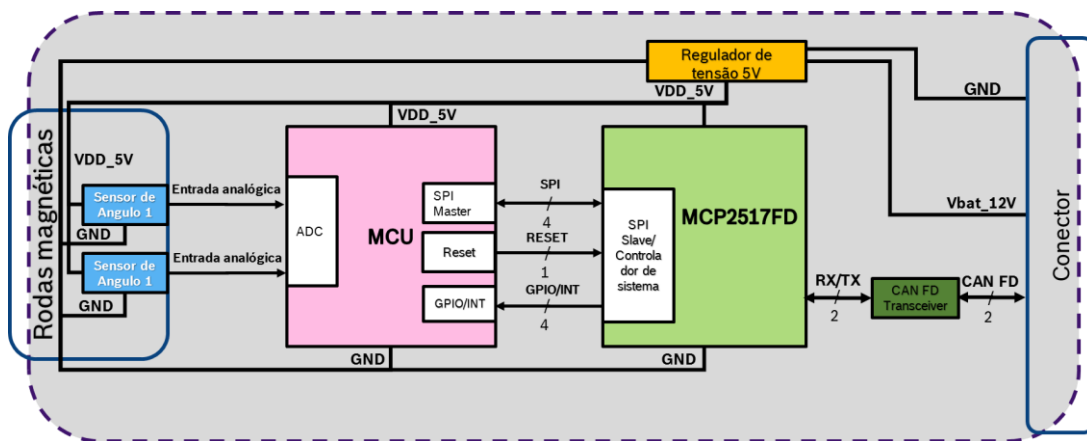 Regulador de
tensão 5V
GND
VDD_5V
VDD_5V
VDD_5V
Vbat_12V
Conector
Rodas magnéticas
Sensor de
Angulo 1
Entrada analógica
GND
Sensor de
Angulo 1
Entrada analógica
GND
ADC
MCU
SPI
Master
Reset
GPIO/INT
GND
SPI
4
RESET
1
GPIO/INT
4
SPI
Slave/
Controla
dor de
sistema
MCP2517FD
GND
RX/TX
2
CAN FD
Transceiver
CAN FD
2